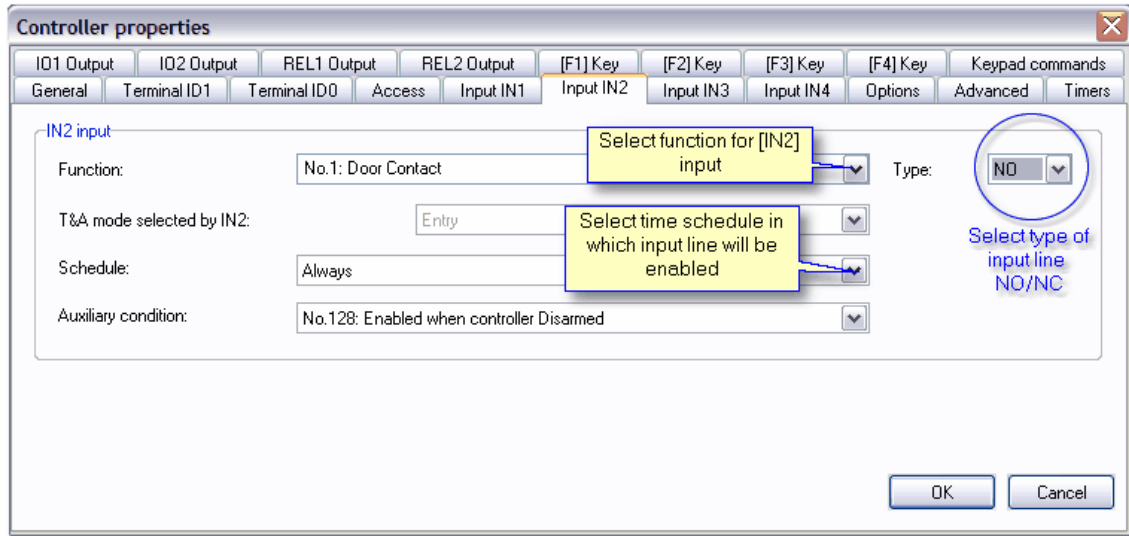 Controller properties
IO1 Output IO2 Output REL1 Output REL2 Output [F1] Key [F2] Key [F3] Key [F4] Key Keypad commands
General Terminal ID1 Terminal ID0 Access Input IN1 Input IN2 Input IN3 Input IN4 Options Advanced Timers
IN2 input
Function: No.1: Door Contact
Select function for [IN2]
input
Type: NO
T&A mode selected by IN2: Entry
Select time schedule in
which input line will be
enabled
Select type of
input line
NO/NC
Schedule: Always
Auxiliary condition: No.128: Enabled when controller Disarmed
OK Cancel